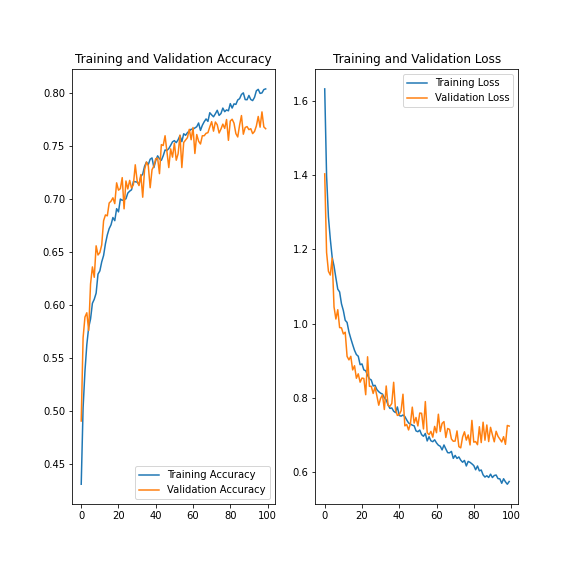 Training and Validation Accuracy
0.80
0.75
0.70
0.65
0.60
0.55
0.50
0.45
Training Accuracy
Validation Accuracy
0 20 40 60 80 100
Training and Validation Loss
Training Loss
Validation Loss
1.6
1.4
1.2
1.0
0.8
0.6
0 20 40 60 80 100